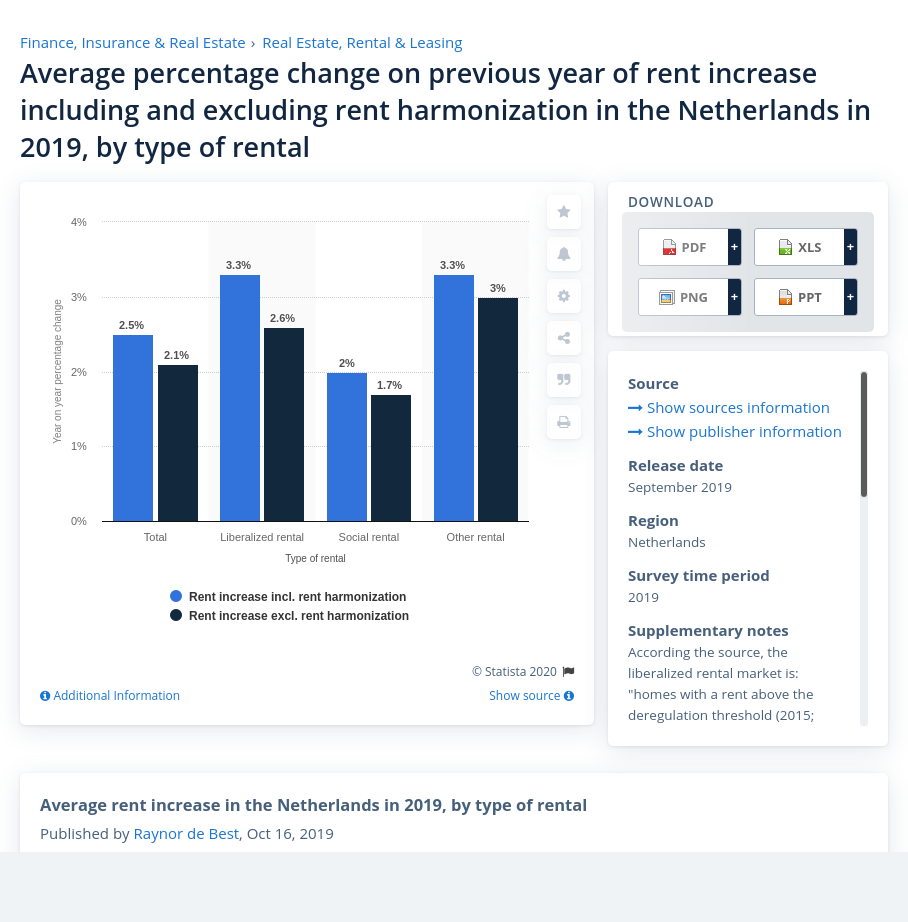 Finance, Insurance & Real Estate › Real Estate, Rental & Leasing
Average percentage change on previous year of rent increase
including and excluding rent harmonization in the Netherlands in
2019, by type of rental
4%
3%
2%
1%
0%
Year on year percentage change
2.5%
2.1%
3.3%
2.6%
2%
1.7%
3.3%
3%
Total
Liberalized rental
Social rental
Other rental
Type of rental
Rent increase incl. rent harmonization
Rent increase excl. rent harmonization
© Statista 2020
Additional Information
Show source
DOWNLOAD
PDF +
XLS +
PNG +
PPT +
Source
Show sources information
Show publisher information
Release date
September 2019
Region
Netherlands
Survey time period
2019
Supplementary notes
According to the source, the
liberalized rental market is:
"homes with a rent above the
deregulation threshold (2015;
Average rent increase in the Netherlands in 2019, by type of rental
Published by Raynor de Best, Oct 16, 2019